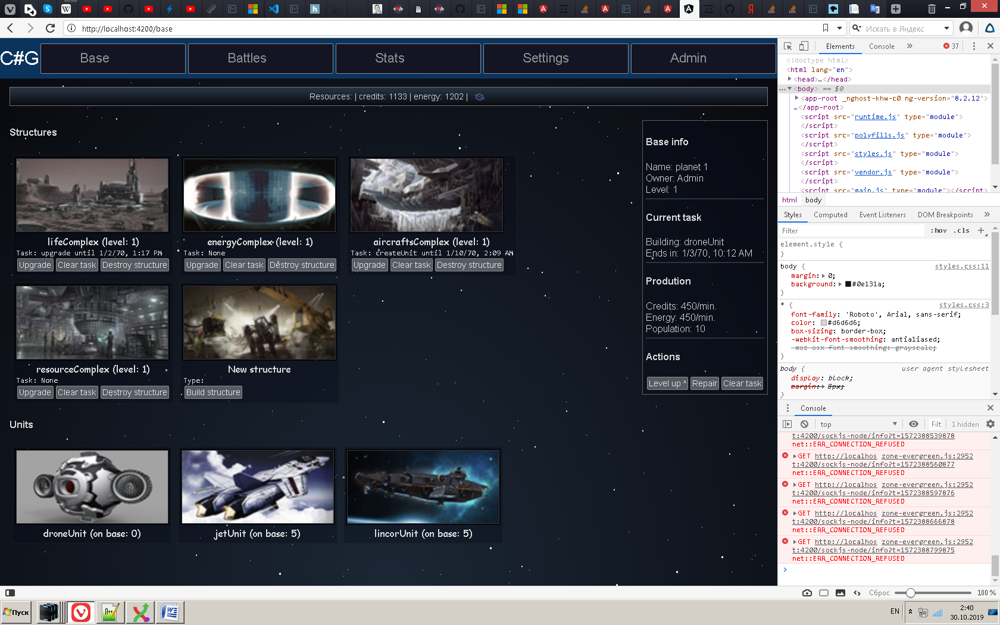 http://localhost:4200/base
Искать в Яндекс
C#G
Base
Battles
Stats
Settings
Admin
Resources: | credits: 1133 | energy: 1202 |
Structures
lifeComplex (level: 1)
Task: upgrade until 1/2/70, 1:17 PM
Upgrade Clear task Destroy structure
energyComplex (level: 1)
Task: None
Upgrade Clear task Destroy structure
aircraftsComplex (level: 1)
Task: createUnit until 1/10/70, 2:09 AM
Upgrade Clear task Destroy structure
resourceComplex (level: 1)
Task: None
Upgrade Clear task Destroy structure
New structure
Type:
Build structure
Units
droneUnit (on base: 0)
jetUnit (on base: 5)
lincorUnit (on base: 5)
Base info
Name: planet 1
Owner: Admin
Level: 1
Current task
Building: droneUnit
Ends in: 1/3/70, 10:12 AM
Prodution
Credits: 450/min.
Energy: 450/min.
Population: 10
Actions
Level up ^ Repair Clear task
Elements Console » 37
<!doctype html>
<html lang="en">
<head>…</head>
<body> == $0
<app-root _nghost-khw-c0 ng-version="8.2.12">
…</app-root>
<script src="runtime.js" type="module">
</script>
<script src="polyfills.js" type="module">
</script>
<script src="styles.js" type="module">
</script>
<script src="vendor.js" type="module">
</script>
<script src="main.js" type="module"></script>
html body
Styles Computed Event Listeners DOM Breakpoints »
Filter :hov .cls +
element.style {
}
body { styles.css:11
margin: 0;
background: #0e131a;
}
* { styles.css:3
font-family: 'Roboto', Arial, sans-serif;
color: #d6d6d6;
box-sizing: border-box;
-webkit-font-smoothing: antialiased;
-moz-osx-font-smoothing: grayscale;
}
body { user agent stylesheet
display: block;
margin: 8px;
}
Console
top Filt 1 hidden
t:4200/sockjs-node/info?t=1572388539878
net::ERR_CONNECTION_REFUSED
GET http://localhos zone-evergreen.js:2952
t:4200/sockjs-node/info?t=1572388560877
net::ERR_CONNECTION_REFUSED
GET http://localhos zone-evergreen.js:2952
t:4200/sockjs-node/info?t=1572388597876
net::ERR_CONNECTION_REFUSED
GET http://localhos zone-evergreen.js:2952
t:4200/sockjs-node/info?t=1572388666878
net::ERR_CONNECTION_REFUSED
GET http://localhos zone-evergreen.js:2952
t:4200/sockjs-node/info?t=1572388799875
net::ERR_CONNECTION_REFUSED
Сброс 100 %
Пуск
EN
2:40
30.10.2019